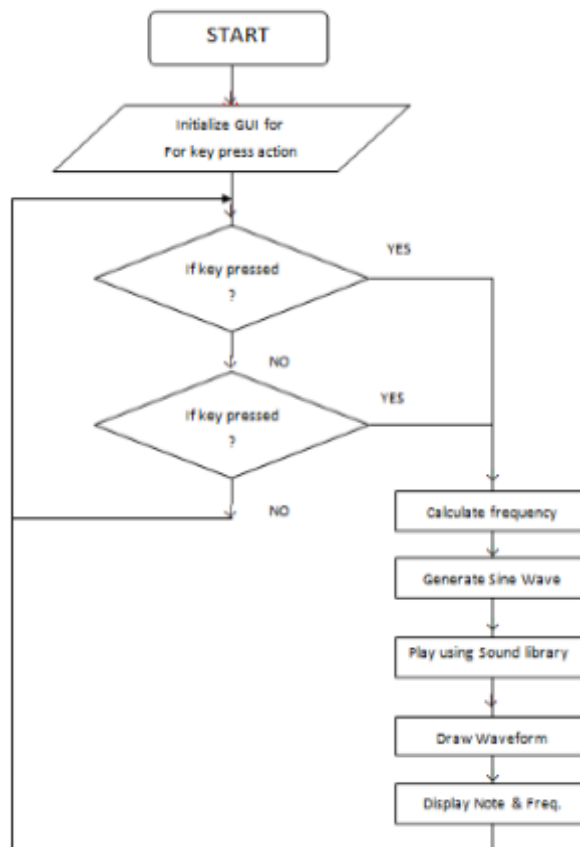 START
Initialize GUI for
For key press action
If key pressed
?
YES
NO
If key pressed
?
YES
NO
Calculate frequency
Generate Sine Wave
Play using Sound library
Draw Waveform
Display Note & Freq.